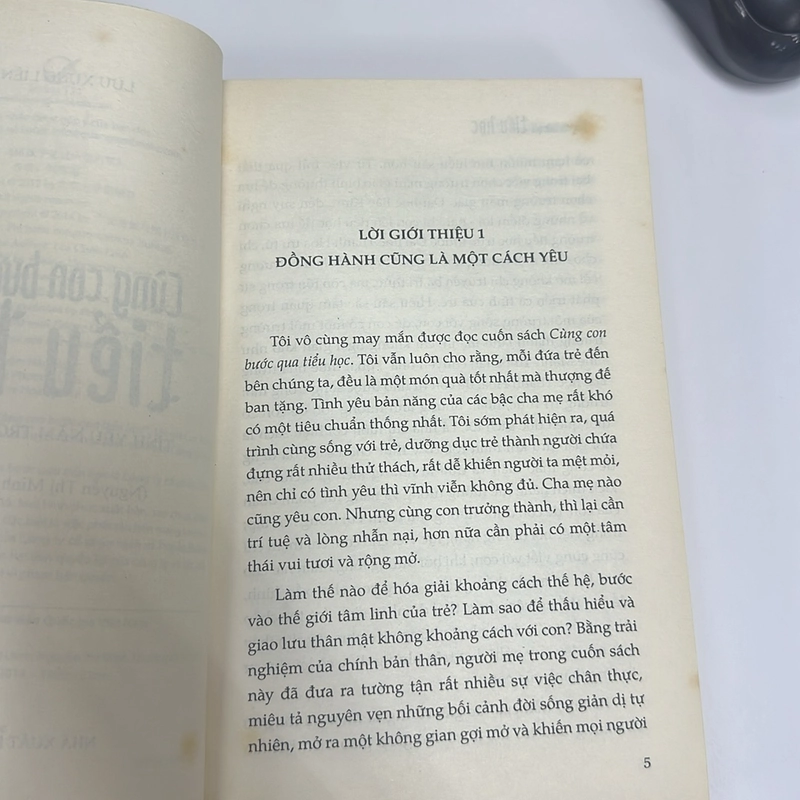 LỜI GIỚI THIỆU 1
ĐỒNG HÀNH CŨNG LÀ MỘT CÁCH YÊU
Tôi vô cùng may mắn được đọc cuốn sách Cùng con
bước qua tiểu học. Tôi vẫn luôn cho rằng, mỗi đứa trẻ đến
bên chúng ta, đều là một món quà tốt nhất mà thượng đế
ban tặng. Tình yêu bản năng của các bậc cha mẹ rất khó
có một tiêu chuẩn thống nhất. Tôi sớm phát hiện ra, quá
trình cùng sống với trẻ, dưỡng dục trẻ thành người chứa
đựng rất nhiều thử thách, rất dễ khiến người ta mệt mỏi,
nên chỉ có tình yêu thì vĩnh viễn không đủ. Cha mẹ nào
cũng yêu con. Nhưng cùng con trưởng thành, thì lại cần
trí tuệ và lòng nhẫn nại, hơn nữa cần phải có một tâm
thái vui tươi và rộng mở.
Làm thế nào để hóa giải khoảng cách thế hệ, bước
vào thế giới tâm linh của trẻ? Làm sao để thấu hiểu và
giao lưu thân mật không khoảng cách với con? Bằng trải
nghiệm của chính bản thân, người mẹ trong cuốn sách
này đã đưa ra tường tận rất nhiều sự việc chân thực,
miêu tả nguyên vẹn những bối cảnh đời sống giản dị tự
nhiên, mở ra một không gian gợi mở và khiến mọi người
5